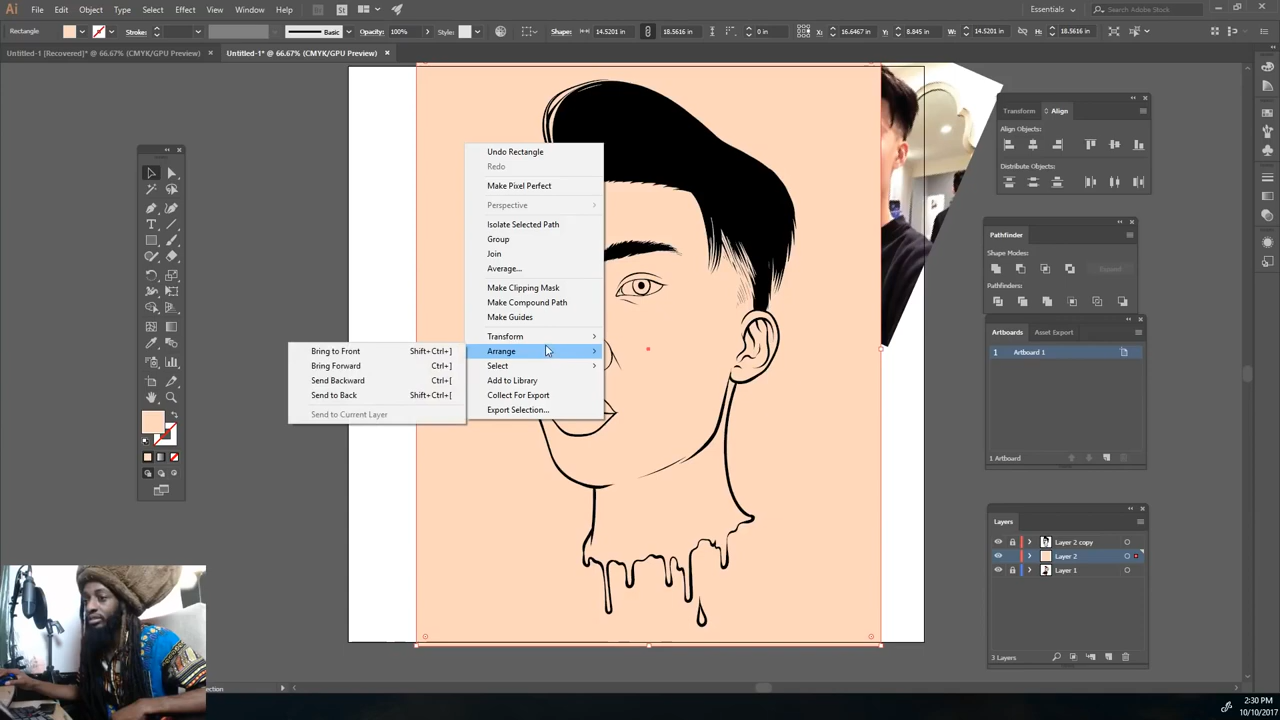 Ai File Edit Object Type Select Effect View Window Help Br St Essentials Search Adobe Stock
Rectangle Stroke: Basic Opacity: 100% Style: Shape: 14.5201 in 18.5616 in 0 in X: 16.6467 in Y: 8.845 in W: 14.5201 in H: 18.5616 in
Untitled-1 [Recovered]* @ 66.67% (CMYK/GPU Preview) × Untitled-1* @ 66.67% (CMYK/GPU Preview) ×
Transform Align
Align Objects:
Distribute Objects:
Undo Rectangle
Redo
Make Pixel Perfect
Perspective
Isolate Selected Path
Group
Join
Average...
Make Clipping Mask
Make Compound Path
Make Guides
Transform
Arrange
Select
Add to Library
Collect For Export
Export Selection...
Bring to Front Shift+Ctrl+]
Bring Forward Ctrl+]
Send Backward Ctrl+[
Send to Back Shift+Ctrl+[
Send to Current Layer
Pathfinder
Shape Modes:
Expand
Pathfinders:
Artboards Asset Export
1 Artboard 1
1 Artboard
Layers
Layer 2 copy
Layer 2
Layer 1
3 Layers
2:30 PM
10/10/2017